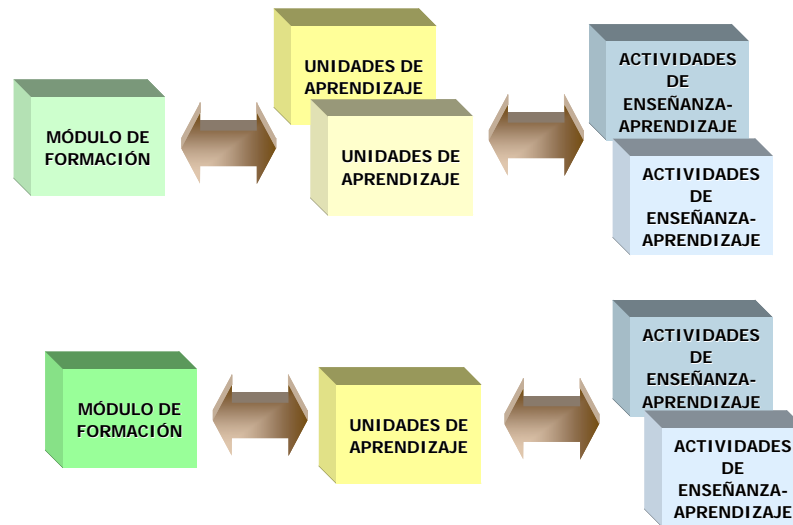 MÓDULO DE
FORMACIÓN
UNIDADES DE
APRENDIZAJE
UNIDADES DE
APRENDIZAJE
ACTIVIDADES
DE
ENSEÑANZA-
APRENDIZAJE
ACTIVIDADES
DE
ENSEÑANZA-
APRENDIZAJE
MÓDULO DE
FORMACIÓN
UNIDADES DE
APRENDIZAJE
ACTIVIDADES
DE
ENSEÑANZA-
APRENDIZAJE
ACTIVIDADES
DE
ENSEÑANZA-
APRENDIZAJE